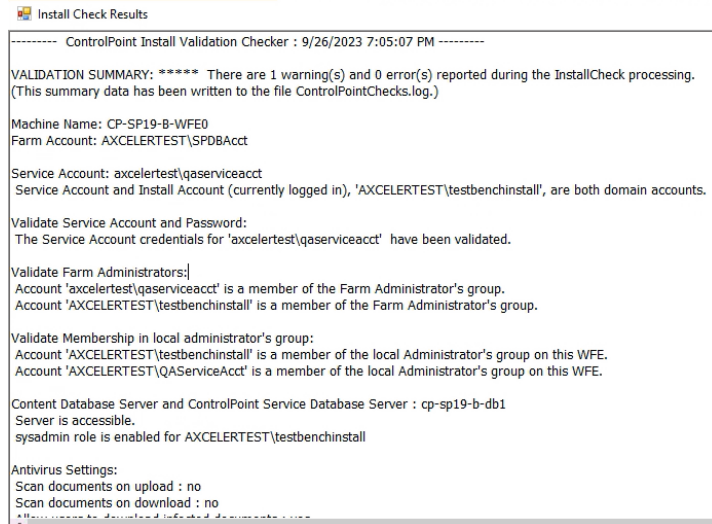 Install Check Results
--------- ControlPoint Install Validation Checker : 9/26/2023 7:05:07 PM ---------
VALIDATION SUMMARY: ***** There are 1 warning(s) and 0 error(s) reported during the InstallCheck processing.
(This summary data has been written to the file ControlPointChecks.log.)
Machine Name: CP-SP19-B-WFE0
Farm Account: AXCELERTEST\SPDBAcct
Service Account: axcelertest\qaserviceacct
Service Account and Install Account (currently logged in), 'AXCELERTEST\testbenchinstall', are both domain accounts.
Validate Service Account and Password:
The Service Account credentials for 'axcelertest\qaserviceacct' have been validated.
Validate Farm Administrators:
Account 'axcelertest\qaserviceacct' is a member of the Farm Administrator's group.
Account 'AXCELERTEST\testbenchinstall' is a member of the Farm Administrator's group.
Validate Membership in local administrator's group:
Account 'AXCELERTEST\testbenchinstall' is a member of the local Administrator's group on this WFE.
Account 'AXCELERTEST\QAServiceAcct' is a member of the local Administrator's group on this WFE.
Content Database Server and ControlPoint Service Database Server : cp-sp19-b-db1
Server is accessible.
sysadmin role is enabled for AXCELERTEST\testbenchinstall
Antivirus Settings:
Scan documents on upload : no
Scan documents on download : no
Allow users to download infected documents : yes